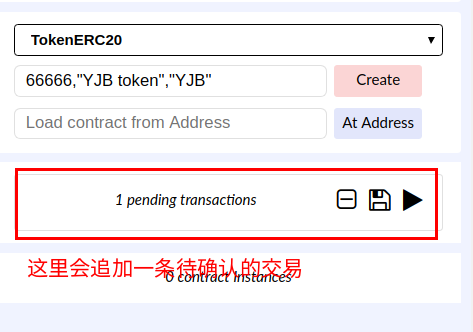 TokenERC20
66666,"YJB token","YJB"
Create
Load contract from Address
At Address
1 pending transactions
这里会追加一条待确认的交易
0 contract Instances